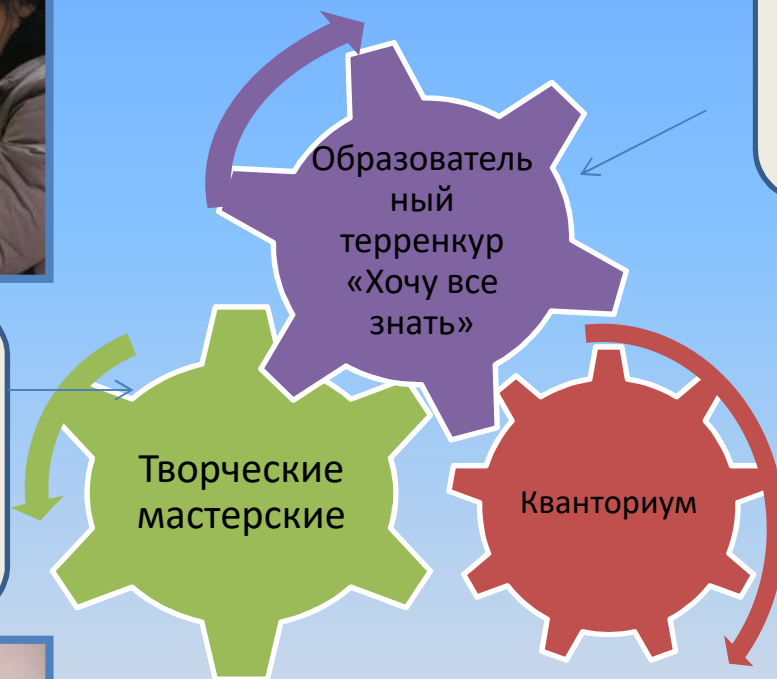 Образователь
ный
терренкур
«Хочу все
знать»
Творческие
мастерские
Кванториум